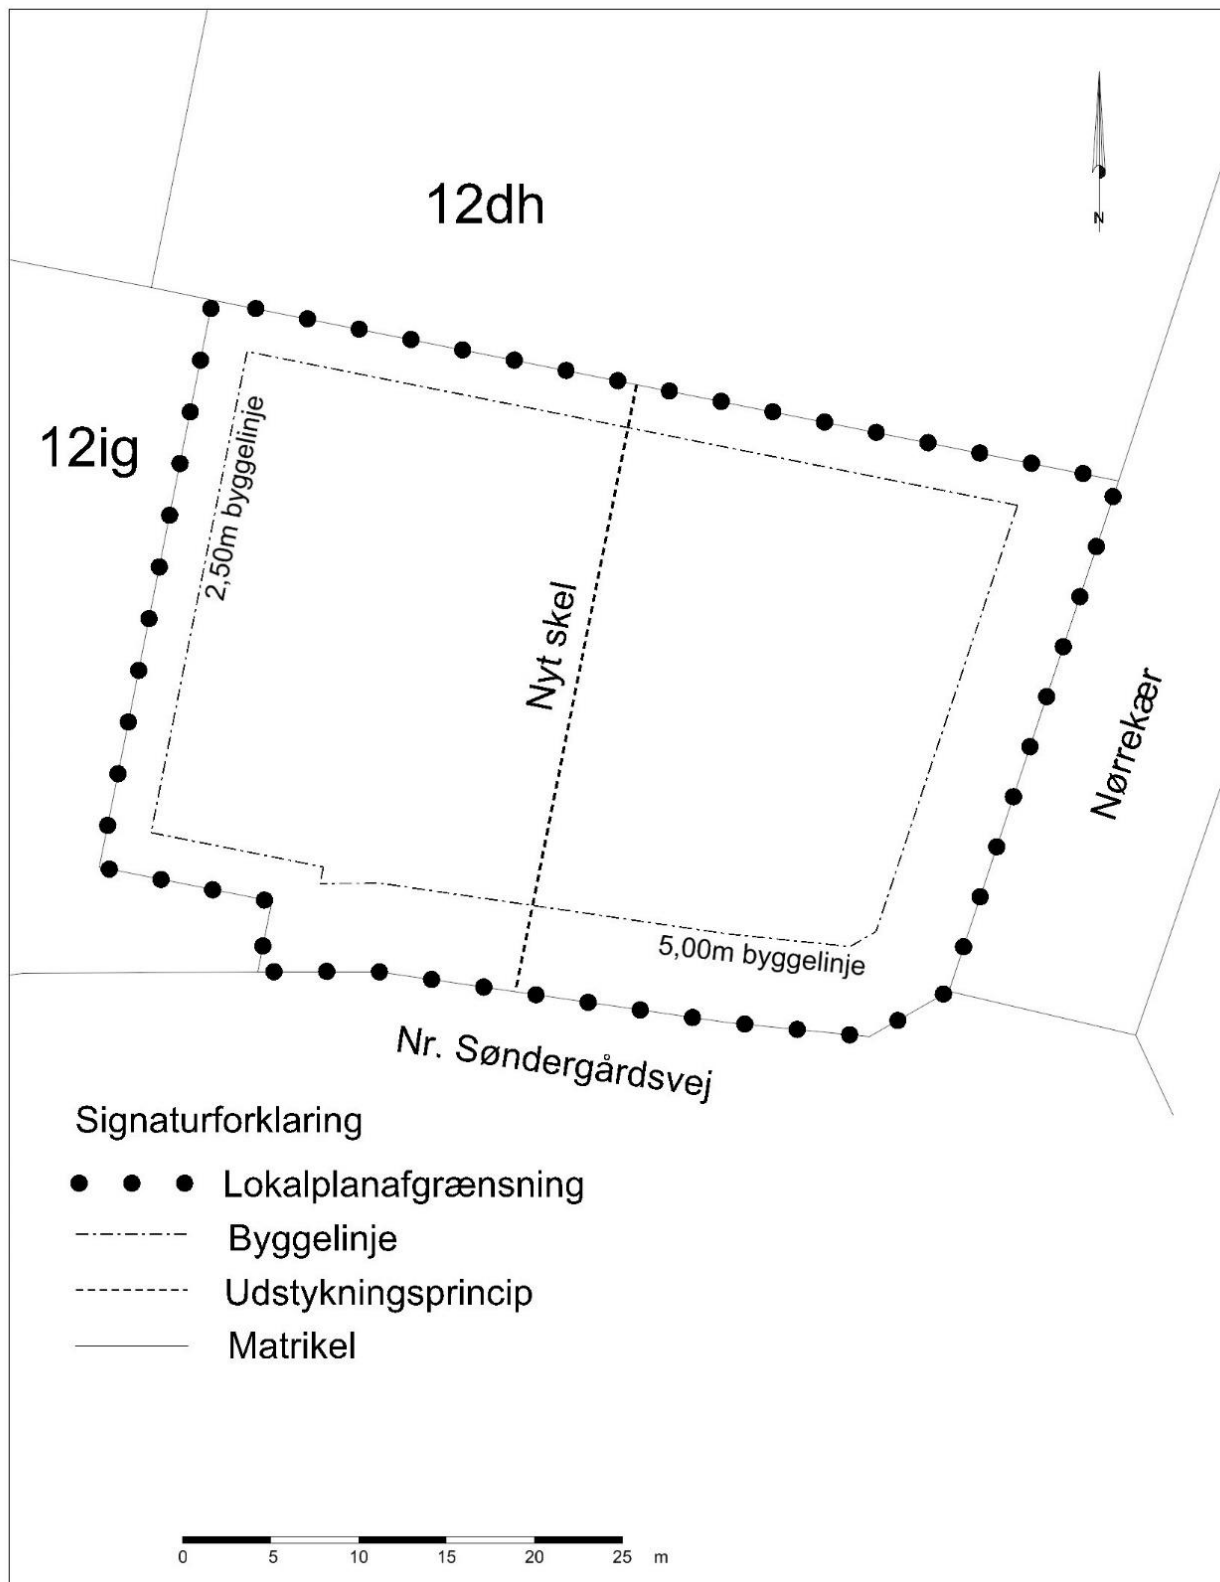 12dh
N
12ig
2,50m byggelinje
Nyt skel
Nørrekær
5,00m byggelinje
Nr. Søndergårdsvej
Signaturforklaring
Lokalplanafgrænsning
Byggelinje
Udstykningsprincip
Matrikel
0 5 10 15 20 25 m